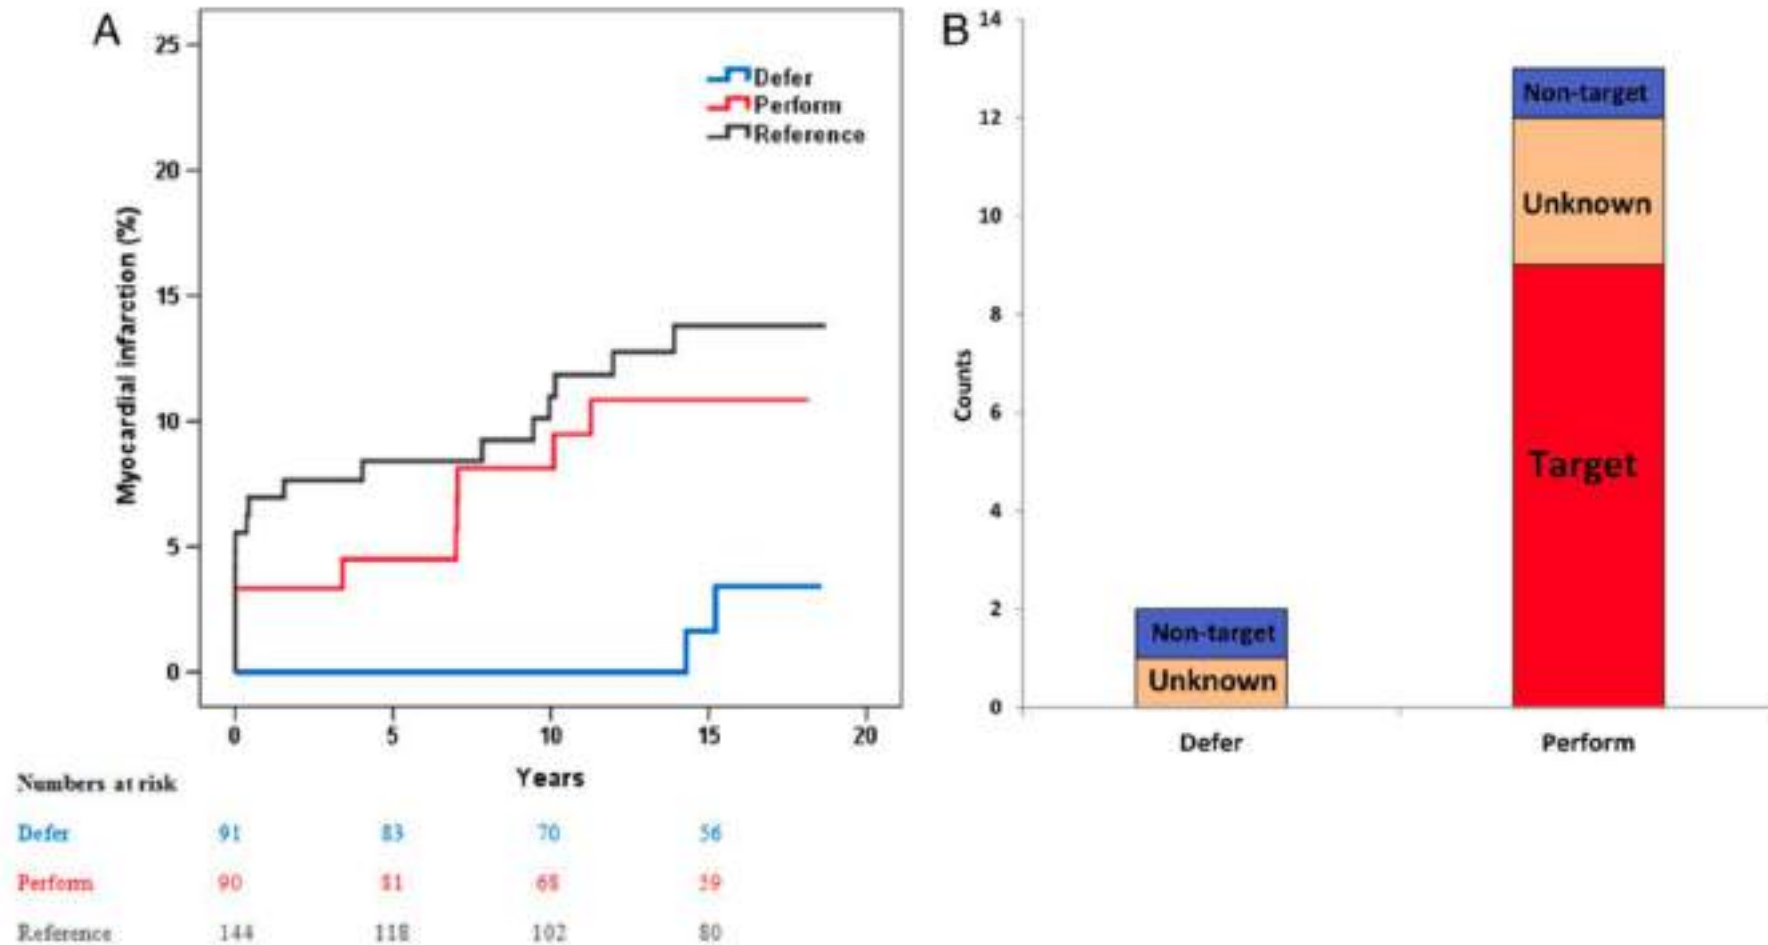 A
25
20
15
10
5
0
Myocardial infarction (%)
Defer
Perform
Reference
0 5 10 15 20
Years
Numbers at risk
Defer 91 83 70 56
Perform 90 81 68 59
Reference 144 118 102 80
B
14
12
10
8
6
4
2
0
Counts
Non-target
Unknown
Non-target
Unknown
Target
Defer Perform